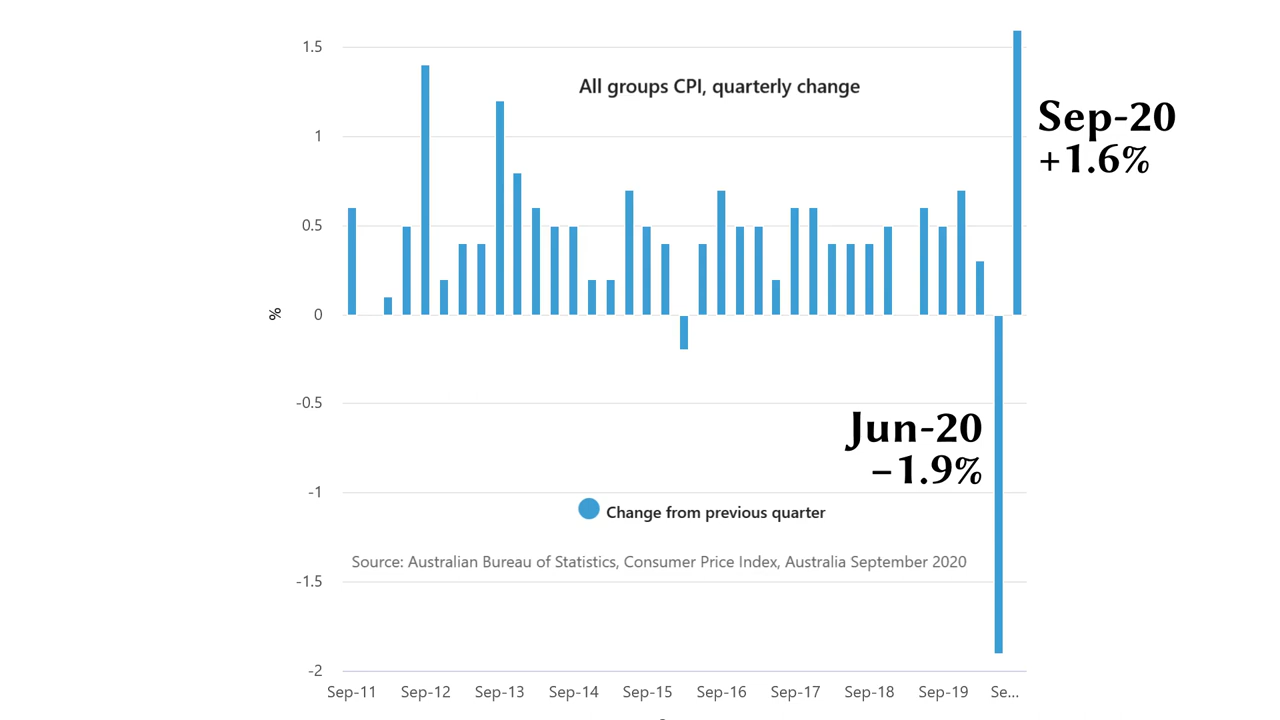 1.5
All groups CPI, quarterly change
Sep-20
+1.6%
1
0.5
%
0
-0.5
Jun-20
−1.9%
-1
Change from previous quarter
Source: Australian Bureau of Statistics, Consumer Price Index, Australia September 2020
-1.5
-2
Sep-11 Sep-12 Sep-13 Sep-14 Sep-15 Sep-16 Sep-17 Sep-18 Sep-19 Se...